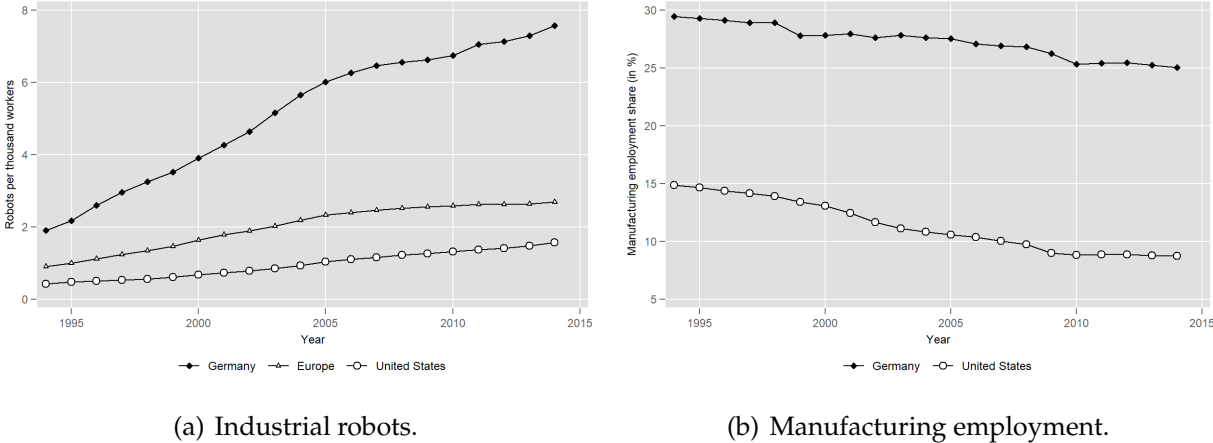 Robots per thousand workers
8
6
4
2
0
1995 2000 2005 2010 2015
Year
Germany Europe United States
(a) Industrial robots.
Manufacturing employment share (in %)
30
25
20
15
10
5
1995 2000 2005 2010 2015
Year
Germany United States
(b) Manufacturing employment.